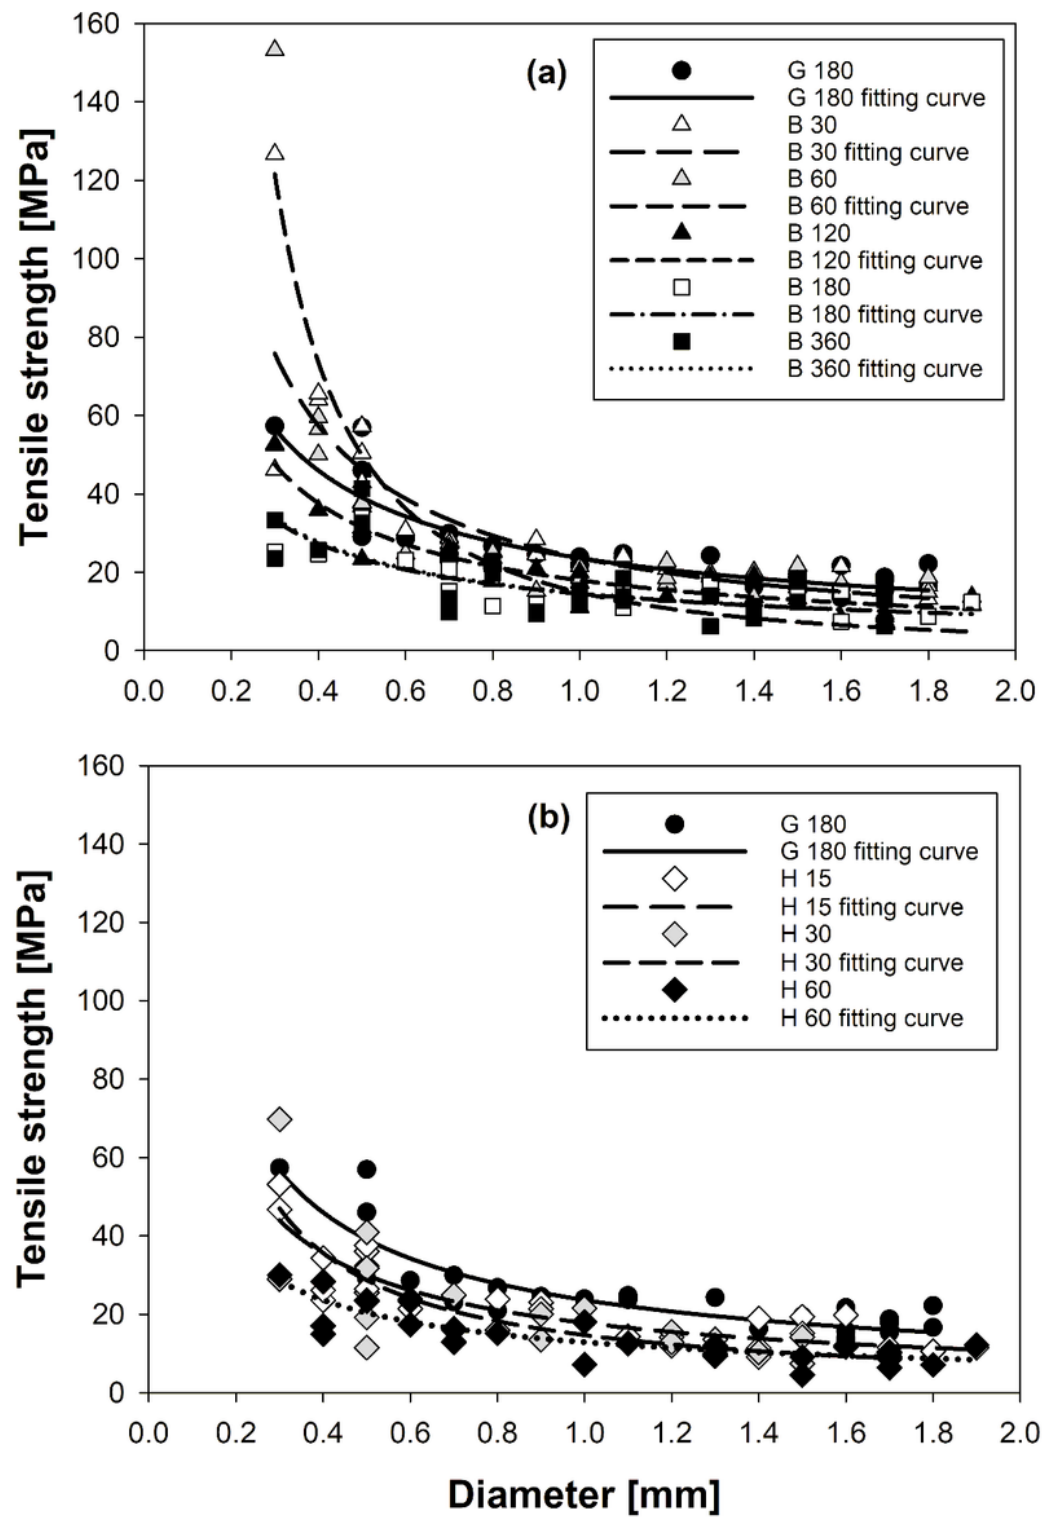 160
140
120
100
80
60
40
20
0
Tensile strength [MPa]
(a)
G 180
G 180 fitting curve
B 30
B 30 fitting curve
B 60
B 60 fitting curve
B 120
B 120 fitting curve
B 180
B 180 fitting curve
B 360
B 360 fitting curve
0.0 0.2 0.4 0.6 0.8 1.0 1.2 1.4 1.6 1.8 2.0
160
140
120
100
80
60
40
20
0
Tensile strength [MPa]
(b)
G 180
G 180 fitting curve
H 15
H 15 fitting curve
H 30
H 30 fitting curve
H 60
H 60 fitting curve
0.0 0.2 0.4 0.6 0.8 1.0 1.2 1.4 1.6 1.8 2.0
Diameter [mm]